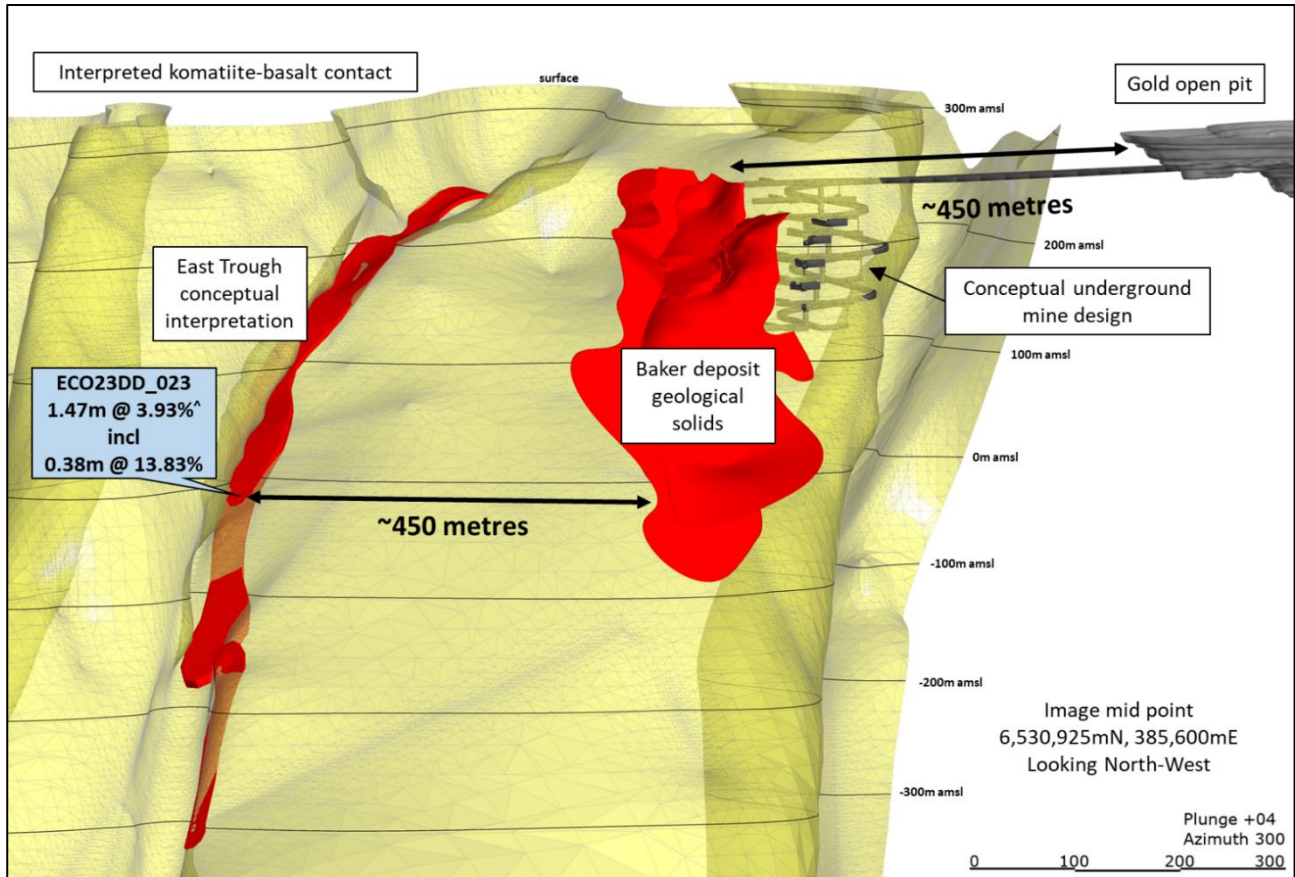 Interpreted komatiite-basalt contact
surface
300m amsl
Gold open pit
~450 metres
200m amsl
East Trough
conceptual
interpretation
Conceptual underground
mine design
100m amsl
Baker deposit
geological
solids
ECO23DD_023
1.47m @ 3.93%^
incl
0.38m @ 13.83%
0m amsl
~450 metres
-100m amsl
-200m amsl
Image mid point
6,530,925mN, 385,600mE
Looking North-West
-300m amsl
Plunge +04
Azimuth 300
0 100 200 300